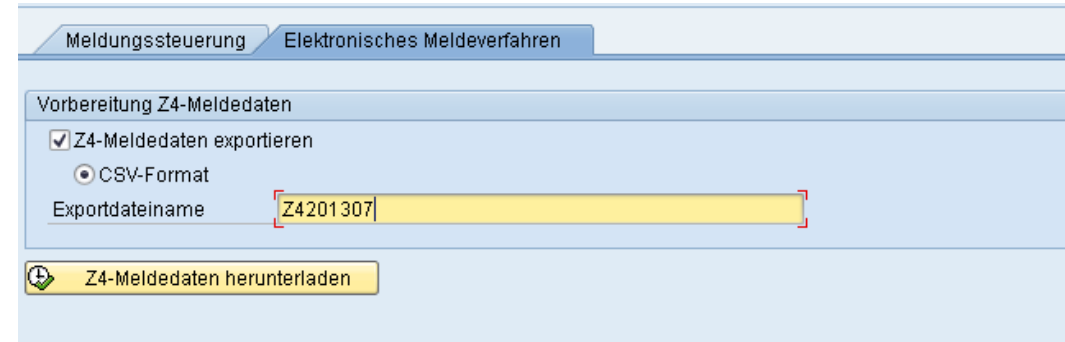 Meldungssteuerung Elektronisches Meldeverfahren
Vorbereitung Z4-Meldedaten
Z4-Meldedaten exportieren
CSV-Format
Exportdateiname Z4201307
Z4-Meldedaten herunterladen